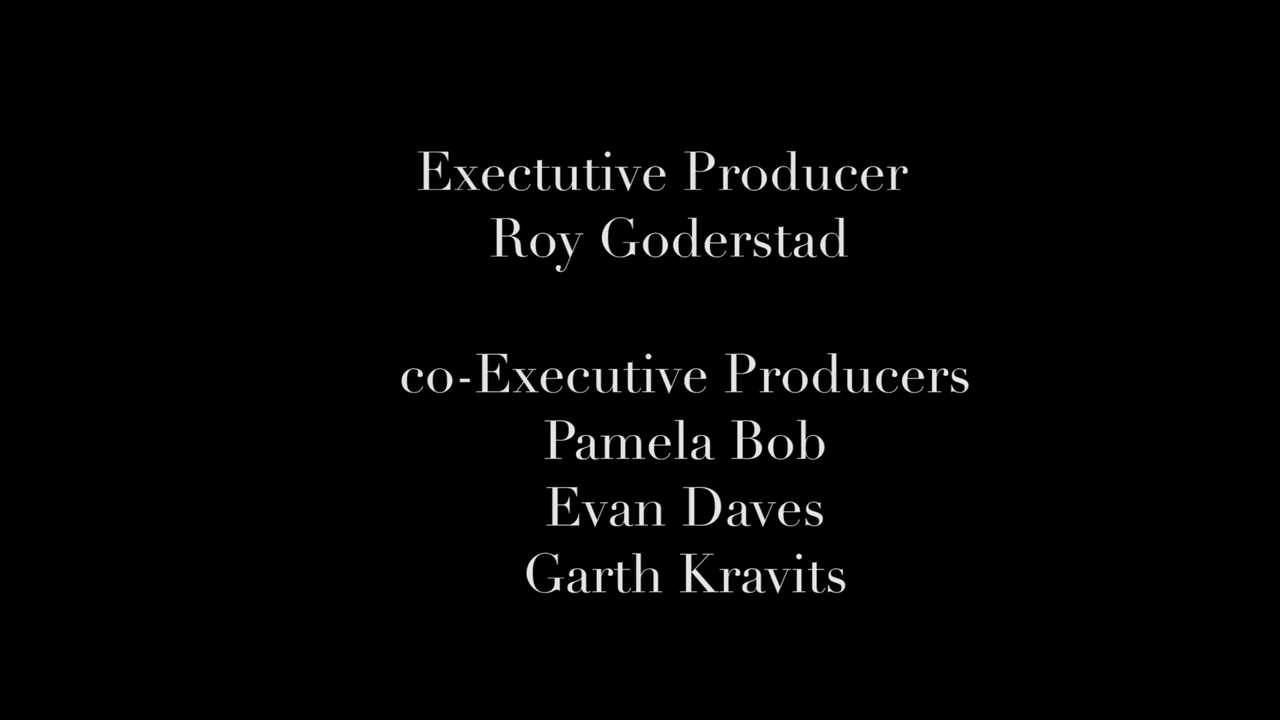 Exectutive Producer
Roy Goderstad
co-Executive Producers
Pamela Bob
Evan Daves
Garth Kravits